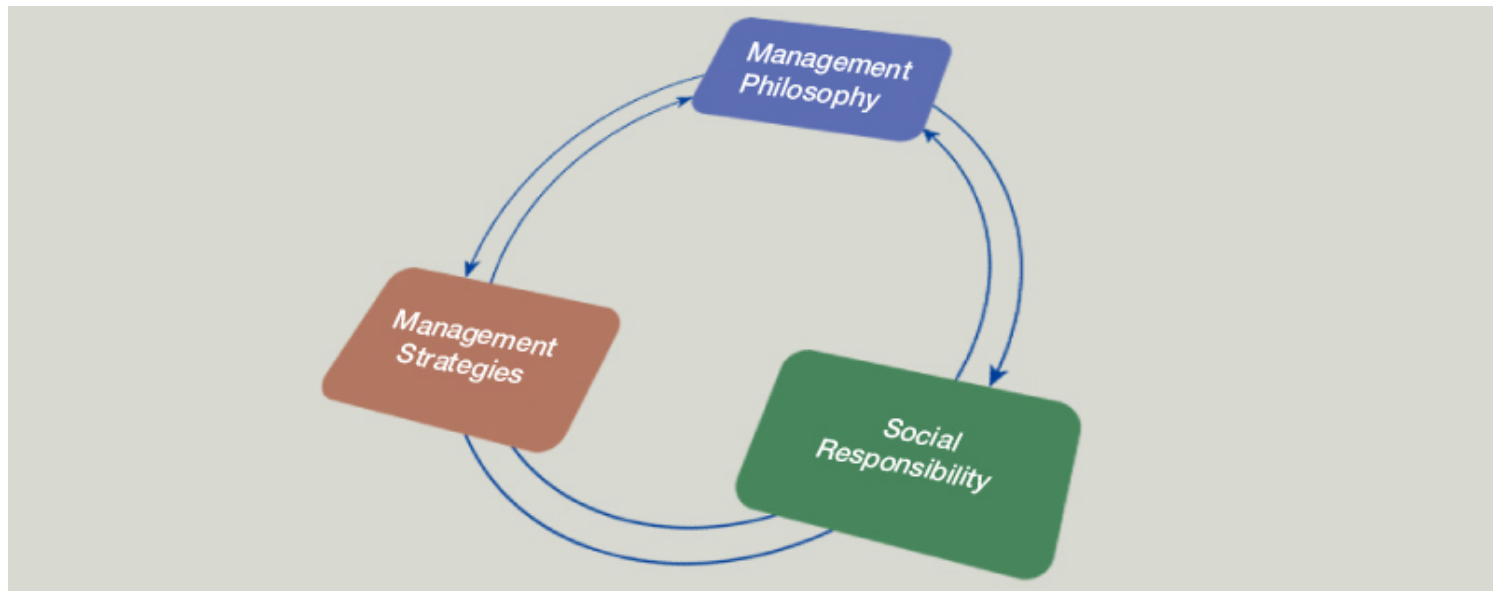 Management
Philosophy
Management
Strategies
Social
Responsibility